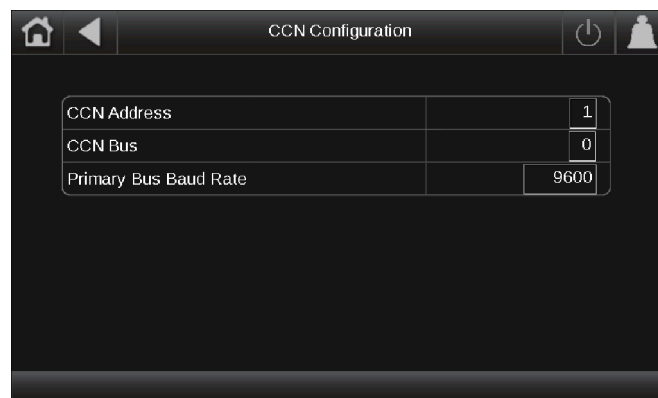 CCN Configuration
CCN Address 1
CCN Bus 0
Primary Bus Baud Rate 9600